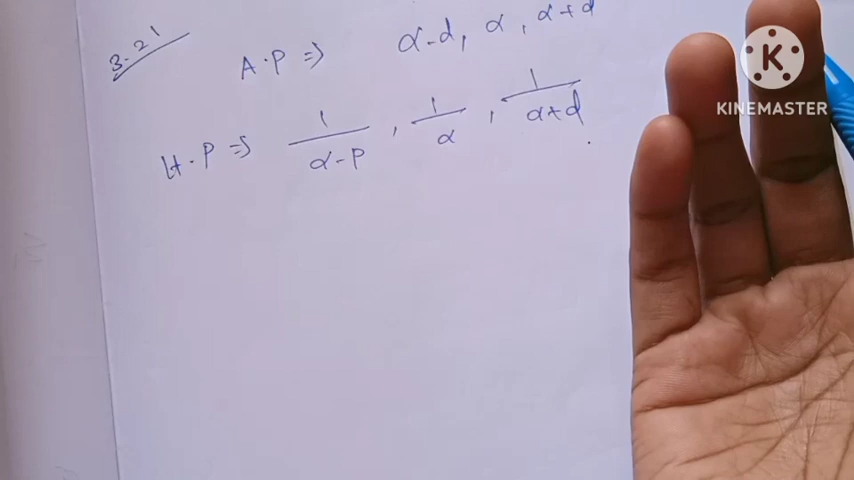 3.21
A.P ⇒ α-d, α, α+d
H.P ⇒ 1/(α-P), 1/α, 1/(α+d).
K
KINEMASTER